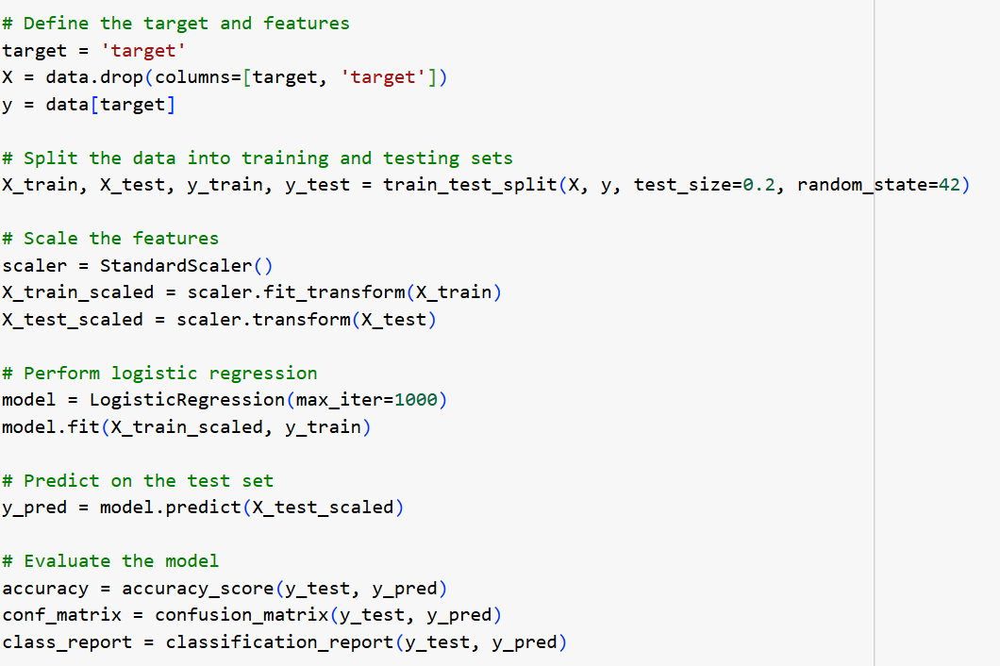 # Define the target and features
target = 'target'
X = data.drop(columns=[target, 'target'])
y = data[target]
# Split the data into training and testing sets
X_train, X_test, y_train, y_test = train_test_split(X, y, test_size=0.2, random_state=42)
# Scale the features
scaler = StandardScaler()
X_train_scaled = scaler.fit_transform(X_train)
X_test_scaled = scaler.transform(X_test)
# Perform logistic regression
model = LogisticRegression(max_iter=1000)
model.fit(X_train_scaled, y_train)
# Predict on the test set
y_pred = model.predict(X_test_scaled)
# Evaluate the model
accuracy = accuracy_score(y_test, y_pred)
conf_matrix = confusion_matrix(y_test, y_pred)
class_report = classification_report(y_test, y_pred)